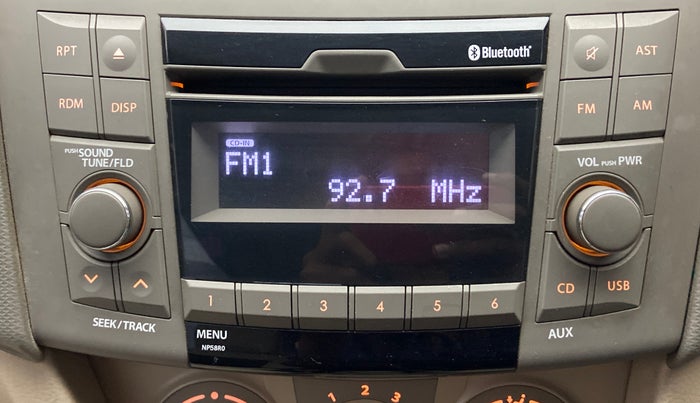 RPT
RDM
DISP
PUSH SOUND
TUNE/FLD
SEEK/TRACK
Bluetooth
CD-IN
FM1
92.7 MHz
1 2 3 4 5 6
MENU
NP58R0
AST
FM
AM
VOL PUSH PWR
CD
USB
AUX
1 2 3